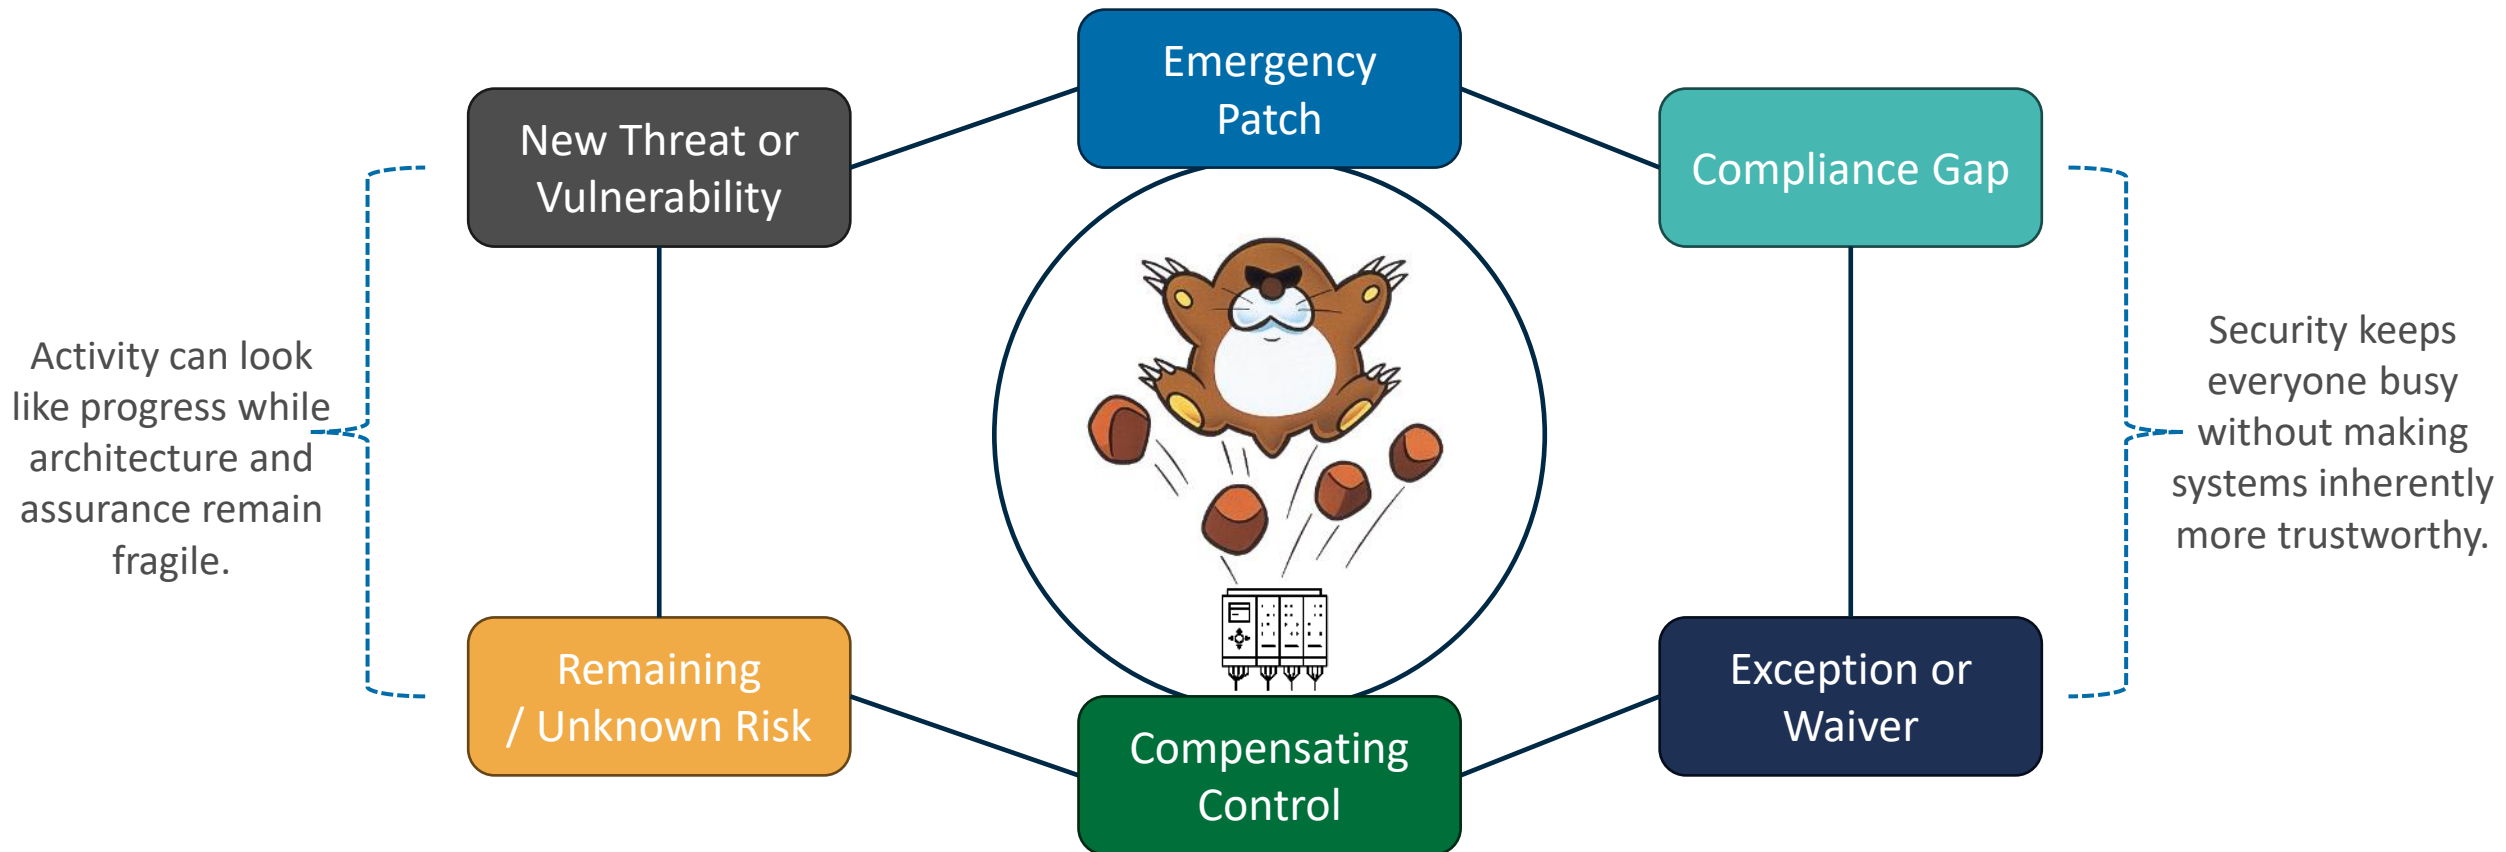 Emergency
Patch
New Threat or
Vulnerability
Compliance Gap
Activity can look
like progress while
architecture and
assurance remain
fragile.
Security keeps
everyone busy
without making
systems inherently
more trustworthy.
Remaining
/ Unknown Risk
Exception or
Waiver
Compensating
Control